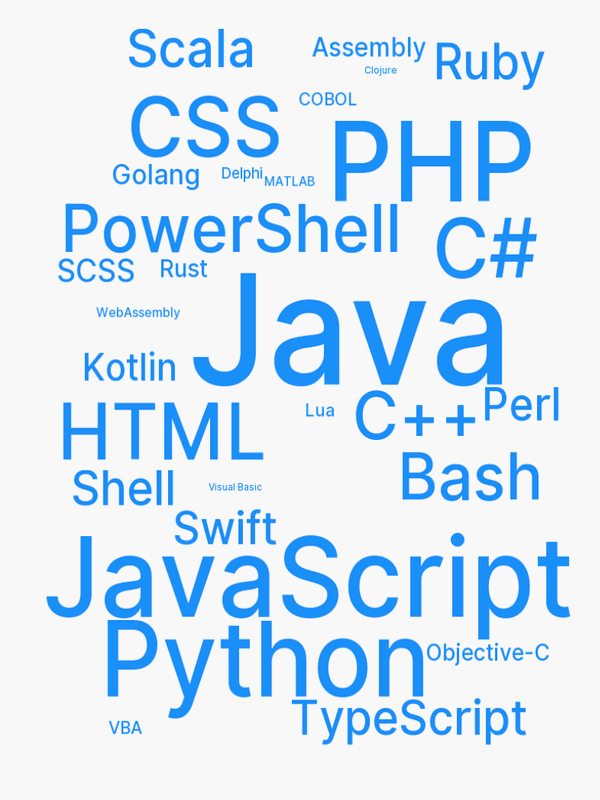 Scala
Assembly
Ruby
Clojure
CSS
COBOL
PHP
Golang
Delphi
MATLAB
PowerShell
C#
SCSS
Rust
Java
WebAssembly
Kotlin
HTML
Lua
C++
Perl
Shell
Bash
Visual Basic
Swift
JavaScript
Python
Objective-C
TypeScript
VBA